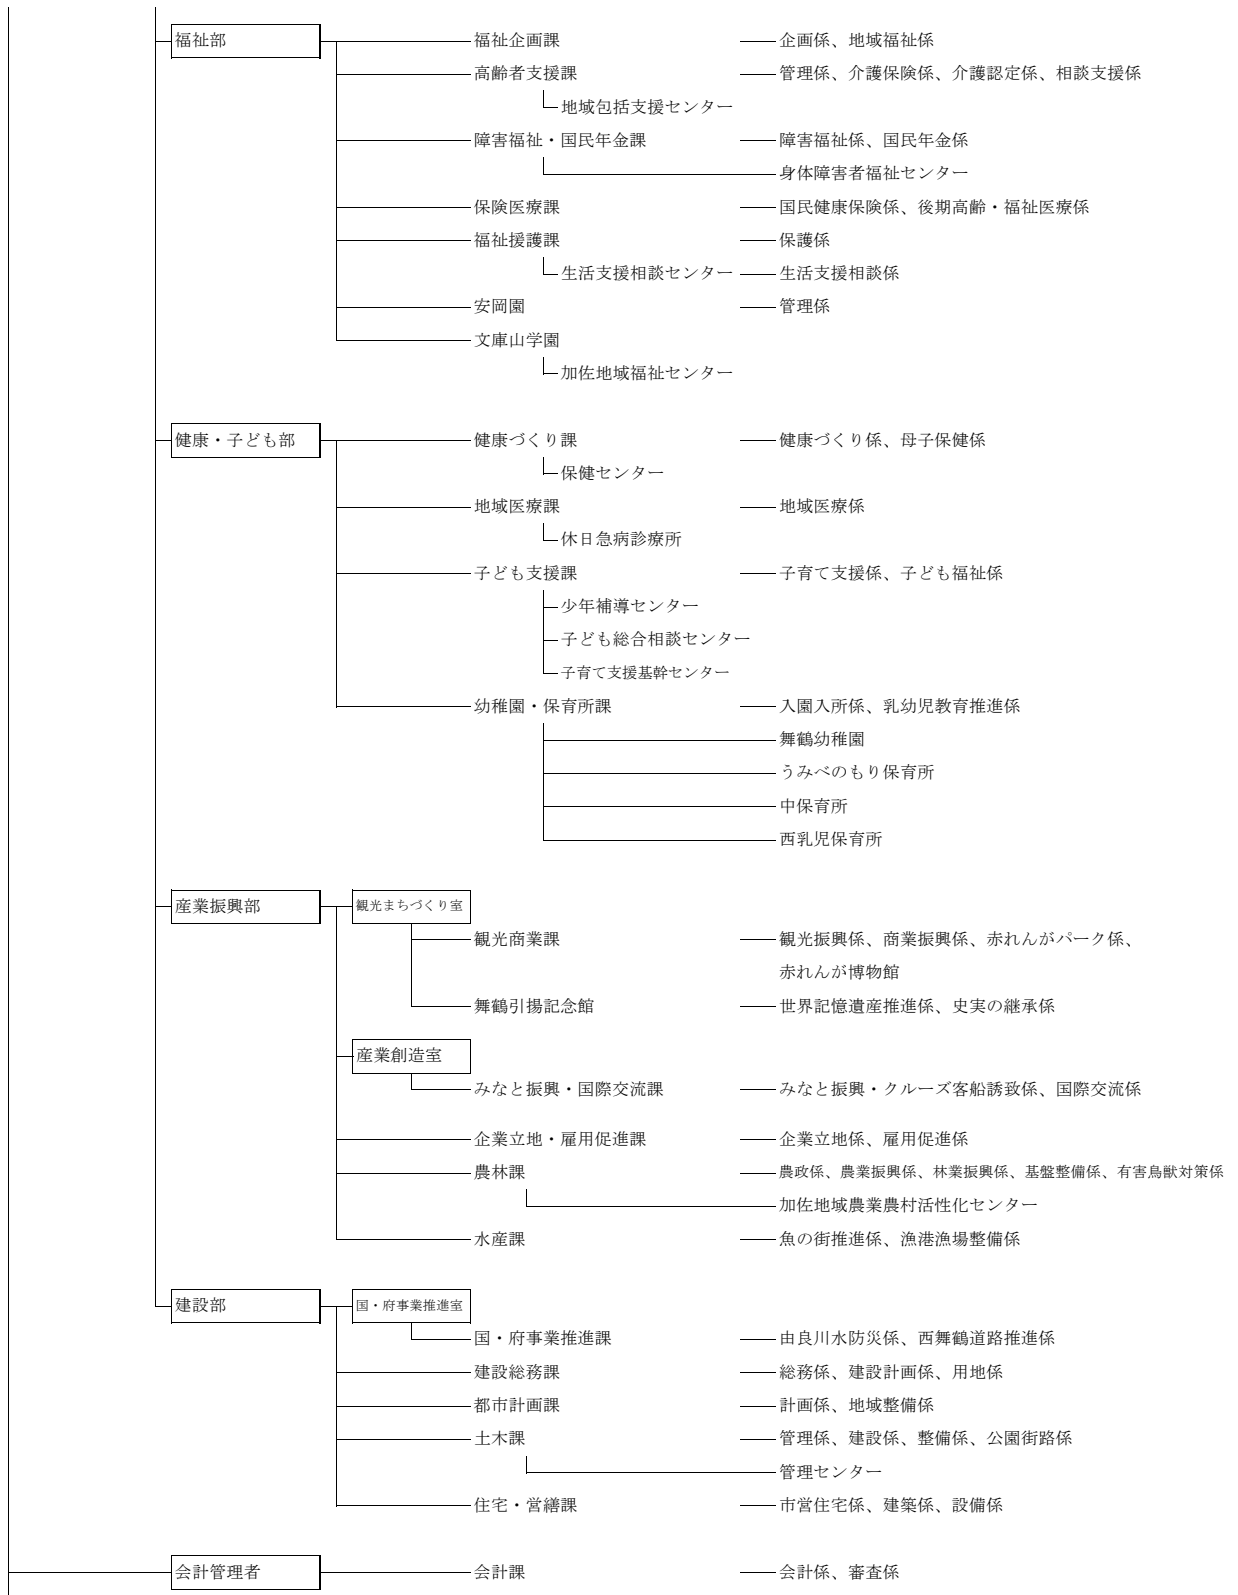 福祉部 福祉企画課 企画係、地域福祉係
高齢者支援課 管理係、介護保険係、介護認定係、相談支援係
地域包括支援センター
障害福祉・国民年金課 障害福祉係、国民年金係
身体障害者福祉センター
保険医療課 国民健康保険係、後期高齢・福祉医療係
福祉援護課 保護係
生活支援相談センター 生活支援相談係
安岡園 管理係
文庫山学園
加佐地域福祉センター
健康・子ども部 健康づくり課 健康づくり係、母子保健係
保健センター
地域医療課 地域医療係
休日急病診療所
子ども支援課 子育て支援係、子ども福祉係
少年補導センター
子ども総合相談センター
子育て支援基幹センター
幼稚園・保育所課 入園入所係、乳幼児教育推進係
舞鶴幼稚園
うみべのもり保育所
中保育所
西乳児保育所
産業振興部 観光まちづくり室
観光商業課 観光振興係、商業振興係、赤れんがパーク係、
赤れんが博物館
舞鶴引揚記念館 世界記憶遺産推進係、史実の継承係
産業創造室
みなと振興・国際交流課 みなと振興・クルーズ客船誘致係、国際交流係
企業立地・雇用促進課 企業立地係、雇用促進係
農林課 農政係、農業振興係、林業振興係、基盤整備係、有害鳥獣対策係
加佐地域農業農村活性化センター
水産課 魚の街推進係、漁港漁場整備係
建設部 国・府事業推進室
国・府事業推進課 由良川水防災係、西舞鶴道路推進係
建設総務課 総務係、建設計画係、用地係
都市計画課 計画係、地域整備係
土木課 管理係、建設係、整備係、公園街路係
管理センター
住宅・営繕課 市営住宅係、建築係、設備係
会計管理者 会計課 会計係、審査係